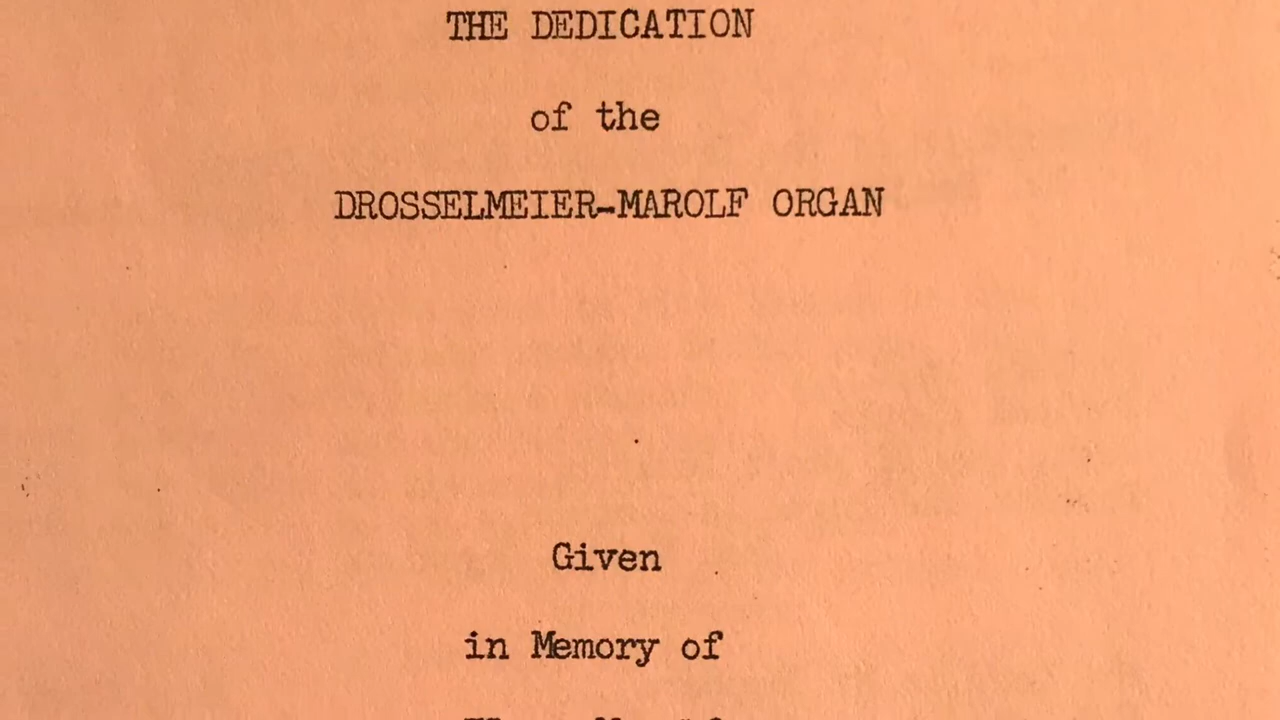 THE DEDICATION
of the
DROSSELMEIER-MAROLF ORGAN
Given
in Memory of